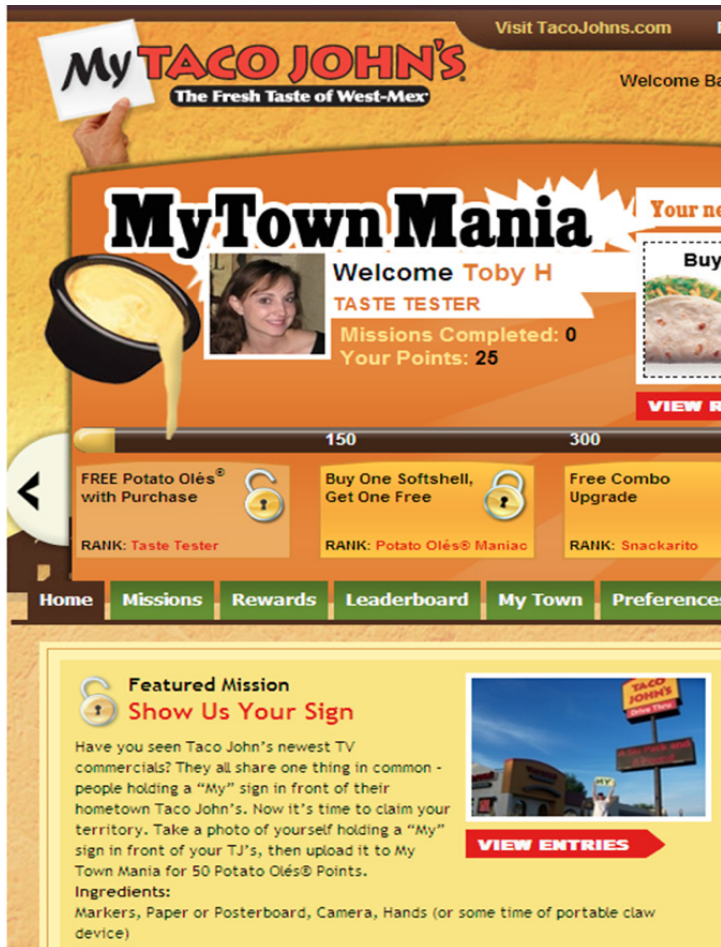 Visit TacoJohns.com
My TACO JOHN'S
The Fresh Taste of West-Mex
Welcome Ba
My Town Mania
Your ne
Welcome Toby H
TASTE TESTER
Missions Completed: 0
Your Points: 25
Buy
VIEW R
150
300
FREE Potato Olés®
with Purchase
RANK: Taste Tester
Buy One Softshell,
Get One Free
RANK: Potato Olés® Maniac
Free Combo
Upgrade
RANK: Snackarito
Home Missions Rewards Leaderboard My Town Preferences
Featured Mission
Show Us Your Sign
Have you seen Taco John's newest TV
commercials? They all share one thing in common -
people holding a “My” sign in front of their
hometown Taco John's. Now it's time to claim your
territory. Take a photo of yourself holding a “My”
sign in front of your TJ's, then upload it to My
Town Mania for 50 Potato Olés® Points.
Ingredients:
Markers, Paper or Posterboard, Camera, Hands (or some time of portable claw
device)
TACO
JOHN'S
Drive Thru
MY
VIEW ENTRIES